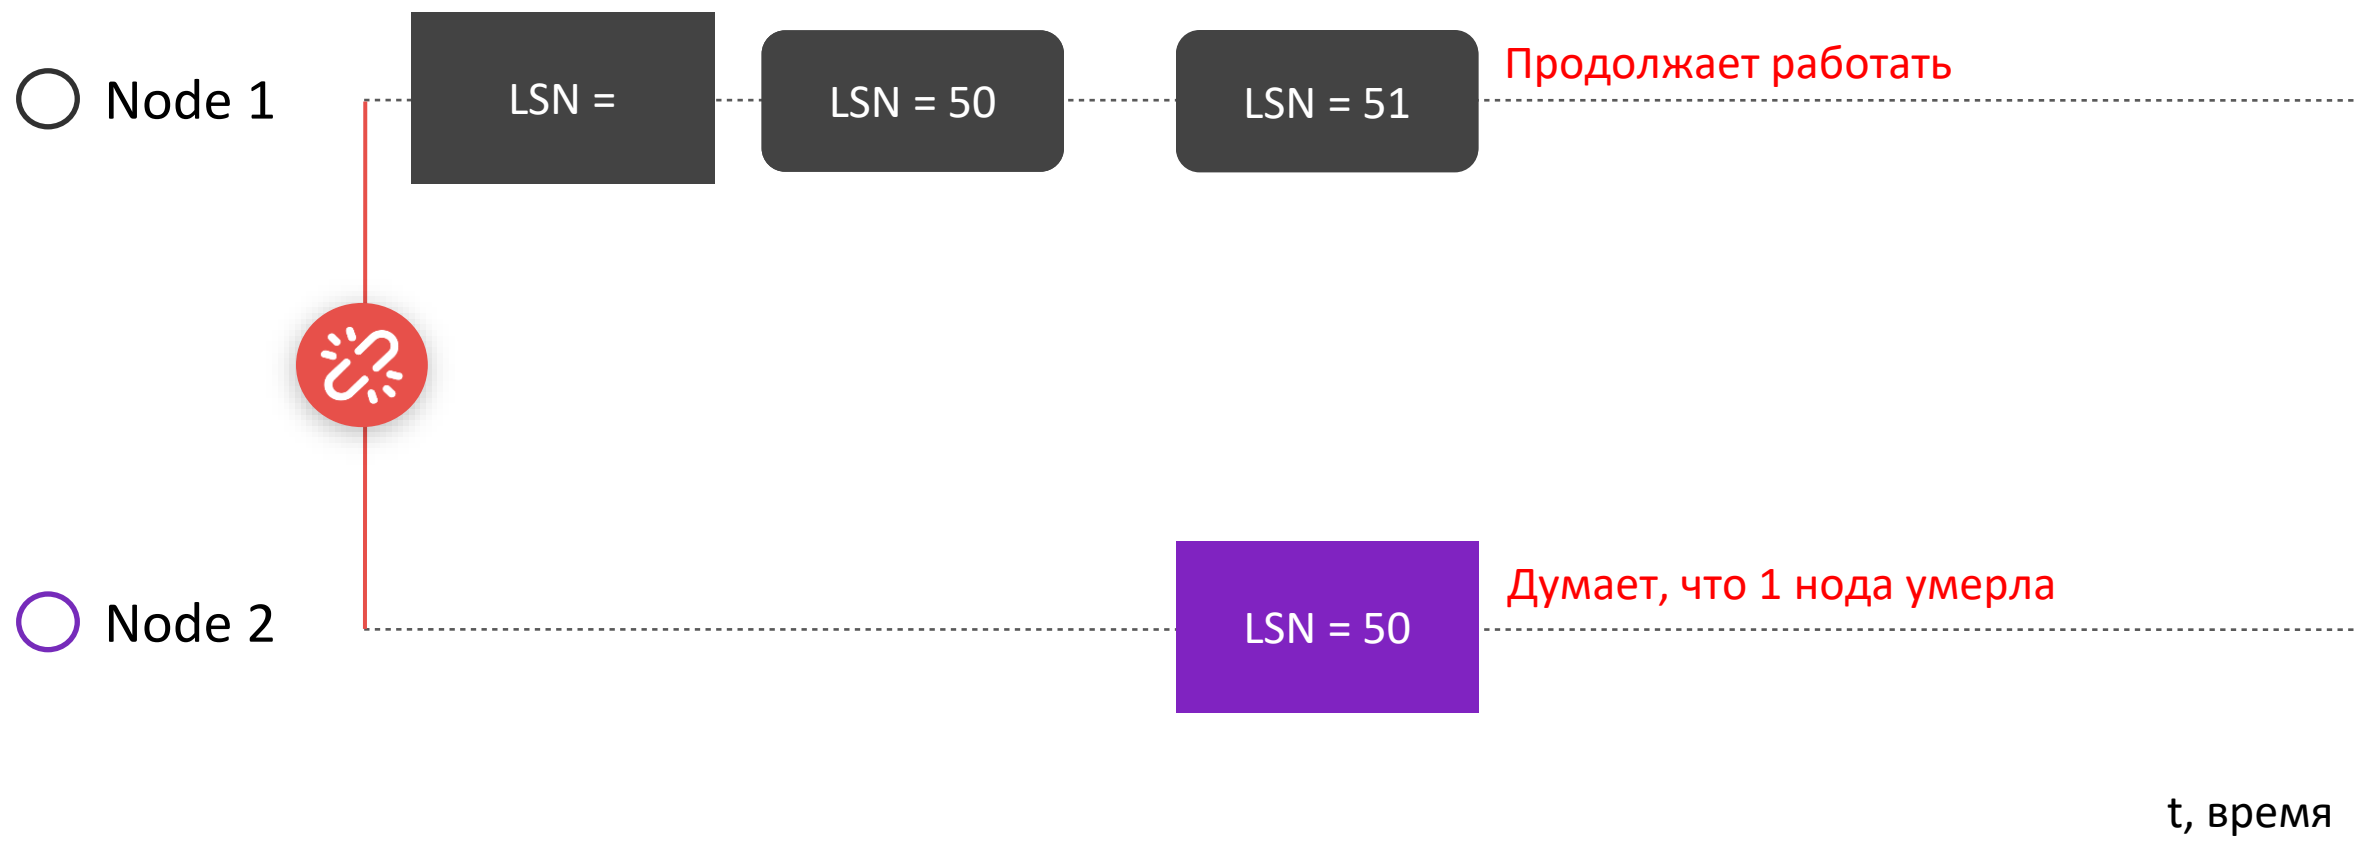 Node 1
LSN =
LSN = 50
LSN = 51
Продолжает работать
Node 2
LSN = 50
Думает, что 1 нода умерла
t, время